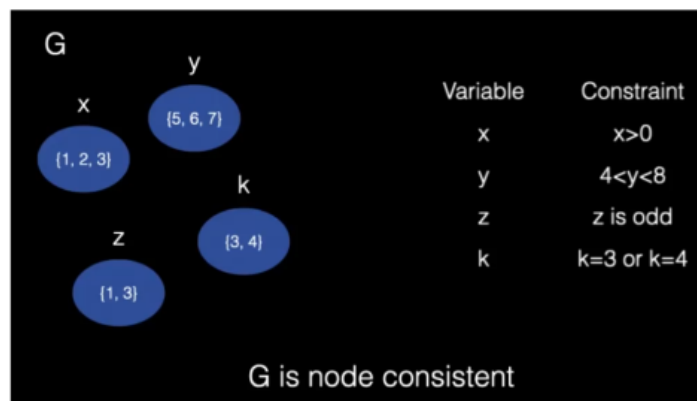 G
y
{5, 6, 7}
x
{1, 2, 3}
k
{3, 4}
z
{1, 3}
Variable Constraint
x x>0
y 4<y<8
z z is odd
k k=3 or k=4
G is node consistent